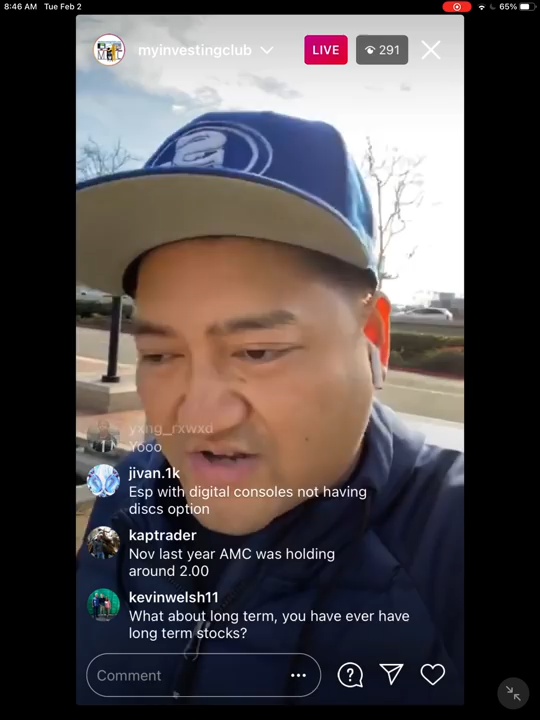 8:46 AM Tue Feb 2
65%
myinvestingclub
LIVE
291
yxng_rxwxd
Yooo
jivan.1k
Esp with digital consoles not having
discs option
kaptrader
Nov last year AMC was holding
around 2.00
kevinwelsh11
What about long term, you have ever have
long term stocks?
Comment